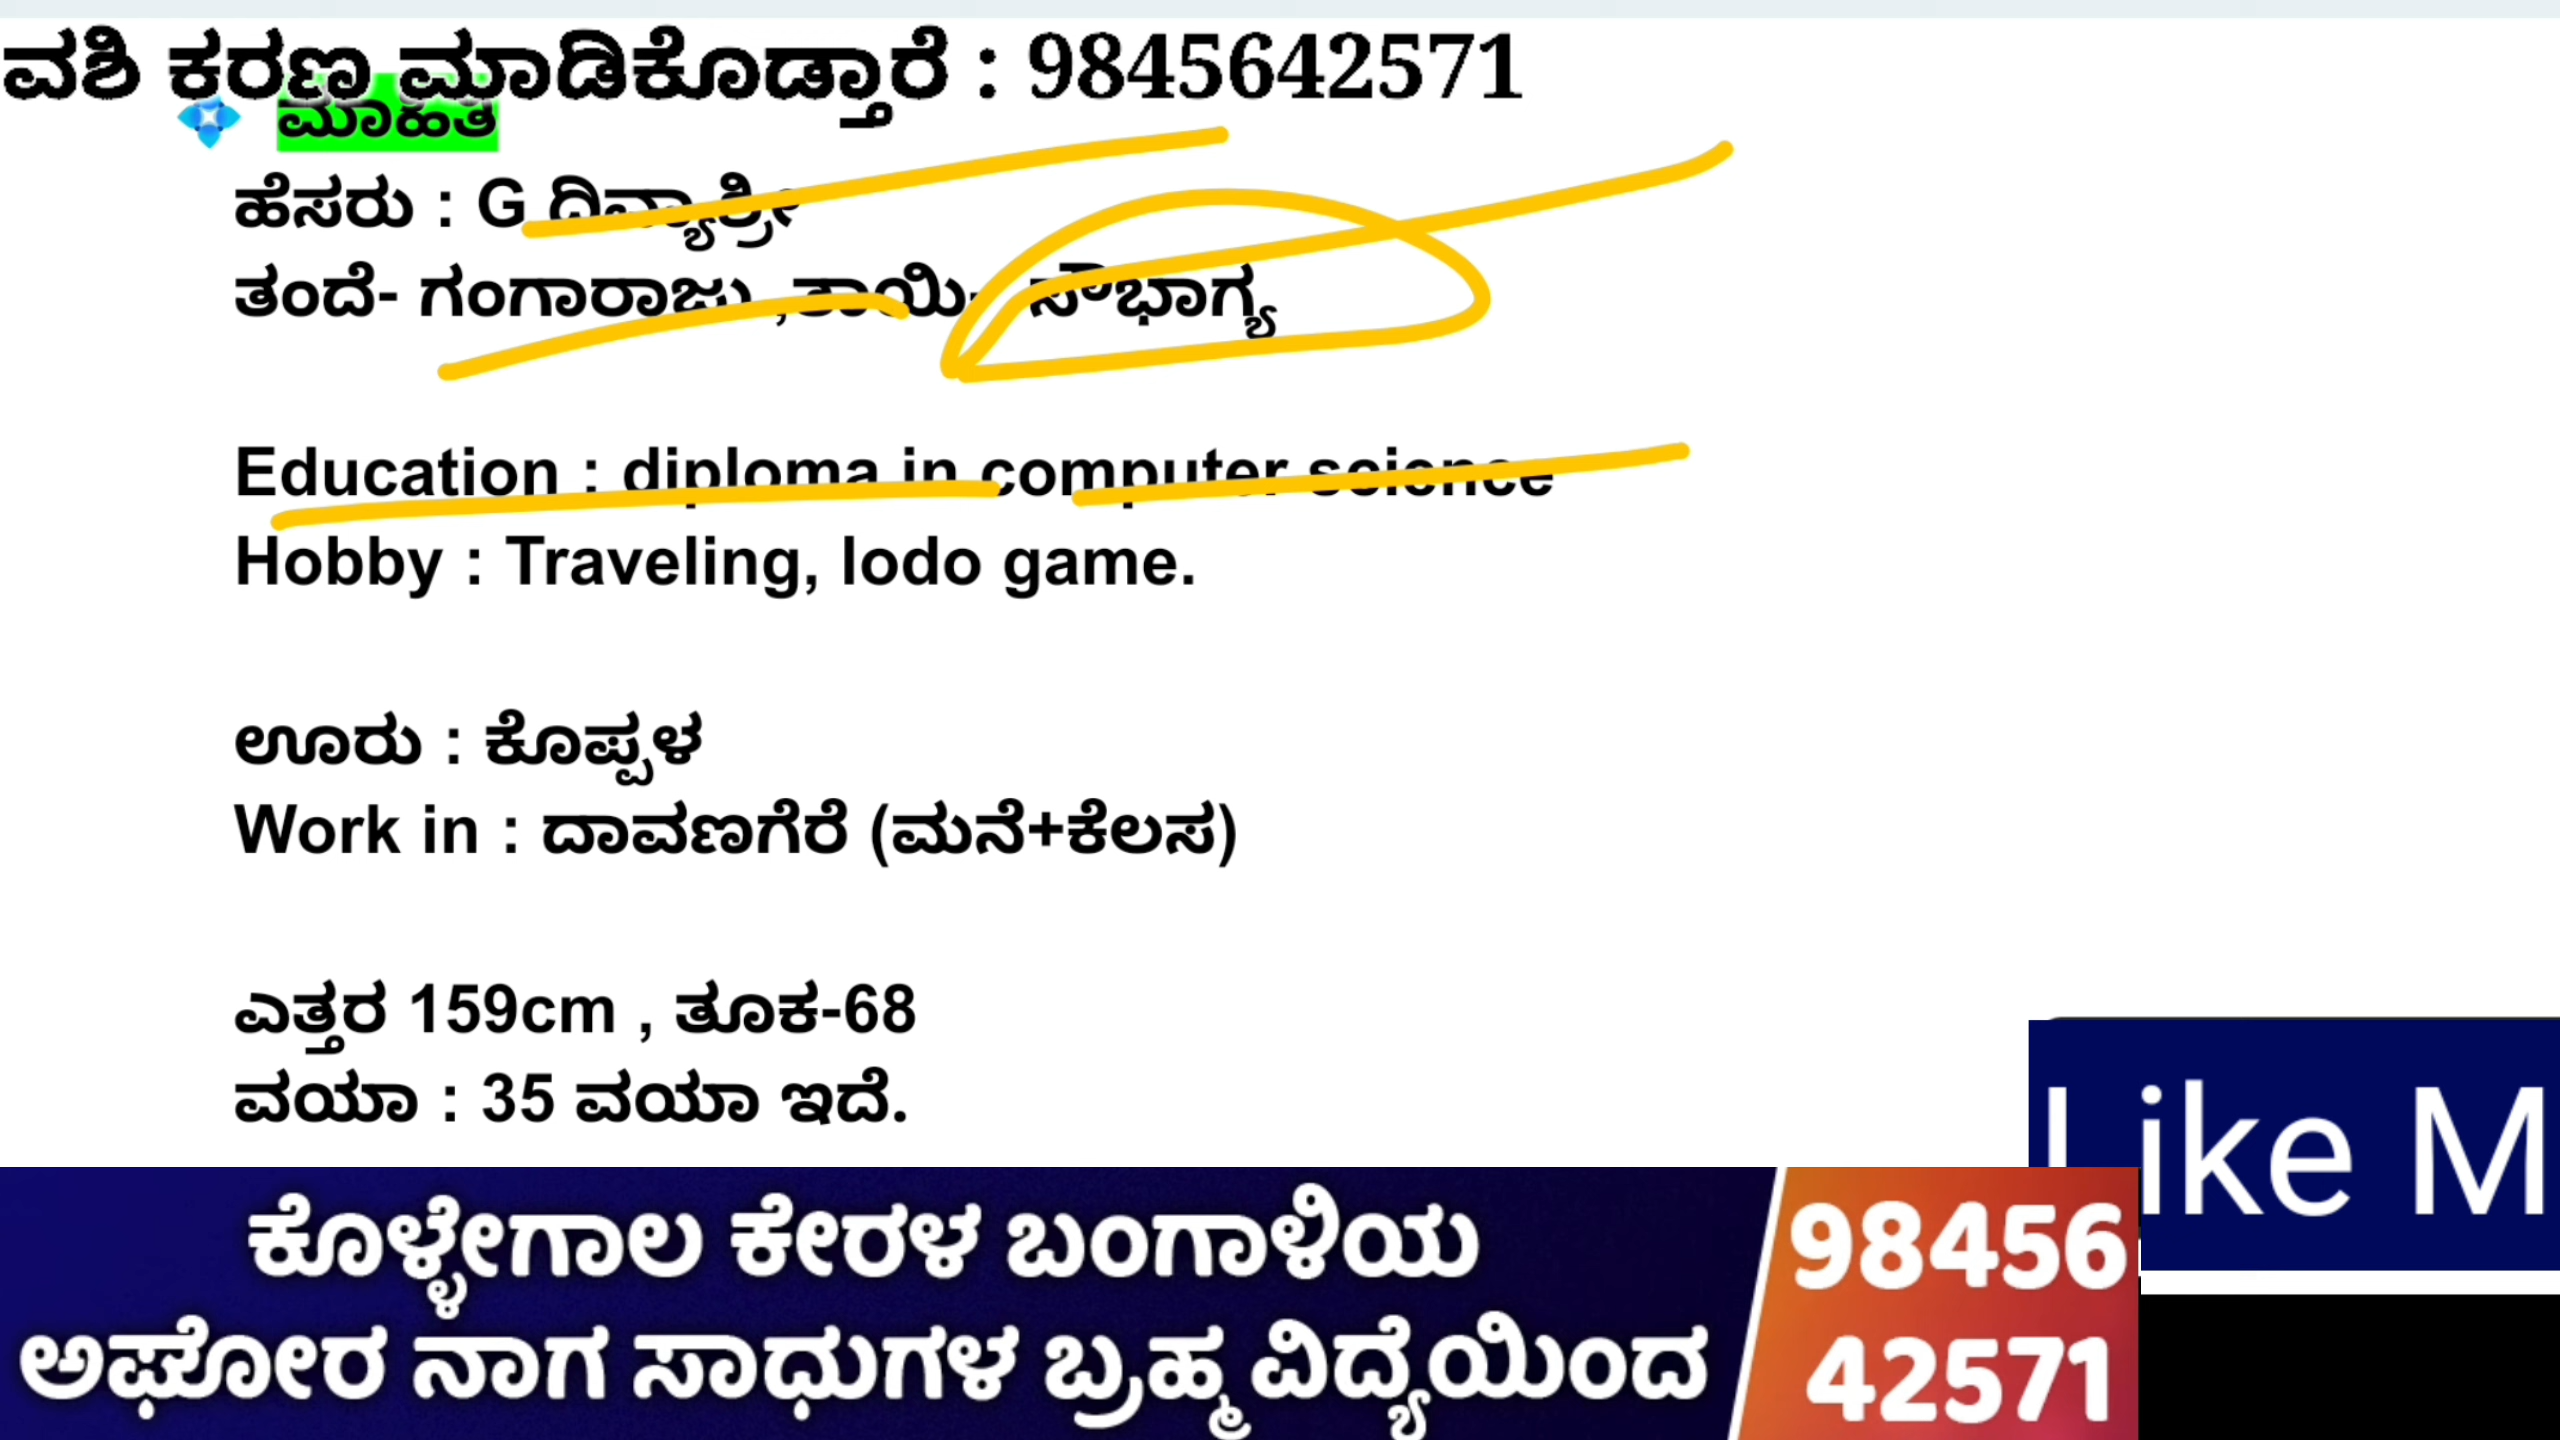 ವಶಿ ಕರಣ ಮಾಡಿಕೊಡ್ತಾರೆ : 9845642571
ಮಾಹಿತಿ
ಹೆಸರು : G ದಿವ್ಯಾಶ್ರೀ
ತಂದೆ- ಗಂಗಾರಾಜು ,ತಾಯಿ- ಸೌಭಾಗ್ಯ
Education : diploma in computer science
Hobby : Traveling, lodo game.
ಊರು : ಕೊಪ್ಪಳ
Work in : ದಾವಣಗೆರೆ (ಮನೆ+ಕೆಲಸ)
ಎತ್ತರ 159cm , ತೂಕ-68
ವಯಾ : 35 ವಯಾ ಇದೆ.
Like M
ಕೊಳ್ಳೇಗಾಲ ಕೇರಳ ಬಂಗಾಳಿಯ
ಅಘೋರ ನಾಗ ಸಾಧುಗಳ ಬ್ರಹ್ಮ ವಿದ್ಯೆಯಿಂದ
98456
42571